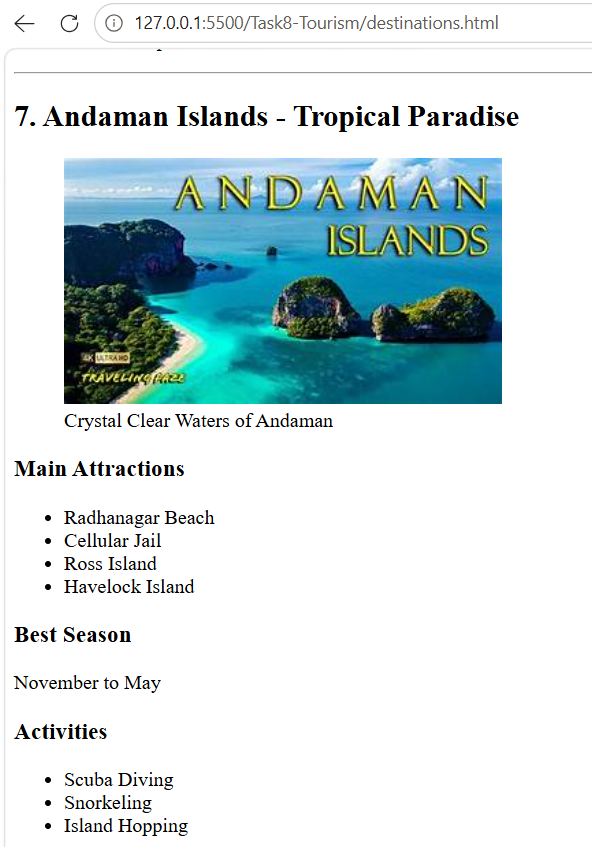 127.0.0.1:5500/Task8-Tourism/destinations.html
7. Andaman Islands - Tropical Paradise
ANDAMAN
ISLANDS
4K ULTRA HD
TRAVELING GAZE
Crystal Clear Waters of Andaman
Main Attractions
Radhanagar Beach
Cellular Jail
Ross Island
Havelock Island
Best Season
November to May
Activities
Scuba Diving
Snorkeling
Island Hopping